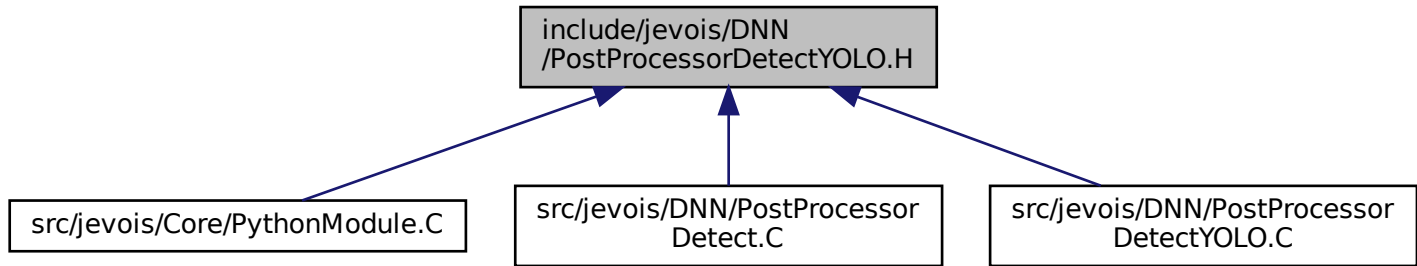 include/jevois/DNN
/PostProcessorDetectYOLO.H
src/jevois/Core/PythonModule.C
src/jevois/DNN/PostProcessor
Detect.C
src/jevois/DNN/PostProcessor
DetectYOLO.C